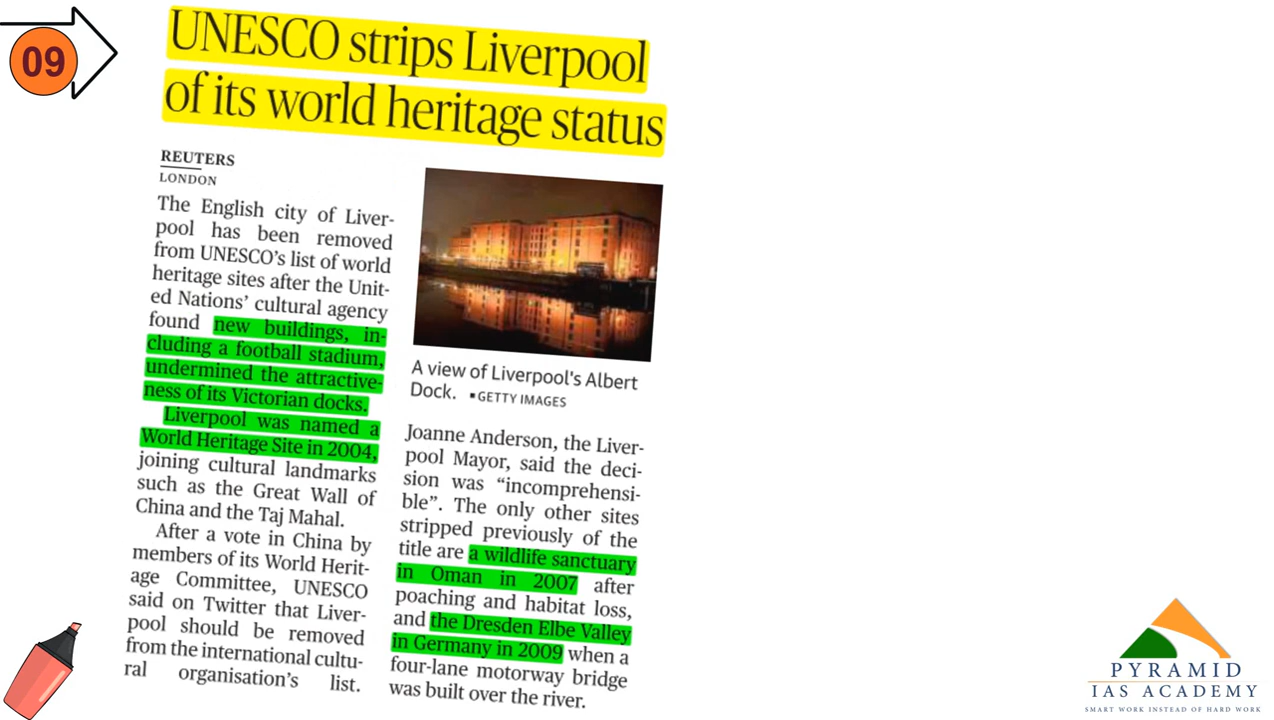 09
UNESCO strips Liverpool
of its world heritage status
REUTERS
LONDON
The English city of Liver-
pool has been removed
from UNESCO's list of world
heritage sites after the Unit-
ed Nations' cultural agency
found new buildings, in-
cluding a football stadium,
undermined the attractive-
ness of its Victorian docks.
Liverpool was named a
World Heritage Site in 2004,
joining cultural landmarks
such as the Great Wall of
China and the Taj Mahal.
After a vote in China by
members of its World Herit-
age Committee, UNESCO
said on Twitter that Liver-
pool should be removed
from the international cultu-
ral organisation's list.
A view of Liverpool's Albert
Dock. ▪GETTY IMAGES
Joanne Anderson, the Liver-
pool Mayor, said the deci-
sion was “incomprehensi-
ble”. The only other sites
stripped previously of the
title are a wildlife sanctuary
in Oman in 2007 after
poaching and habitat loss,
and the Dresden Elbe Valley
in Germany in 2009 when a
four-lane motorway bridge
was built over the river.
PYRAMID
IAS ACADEMY
SMART WORK INSTEAD OF HARD WORK